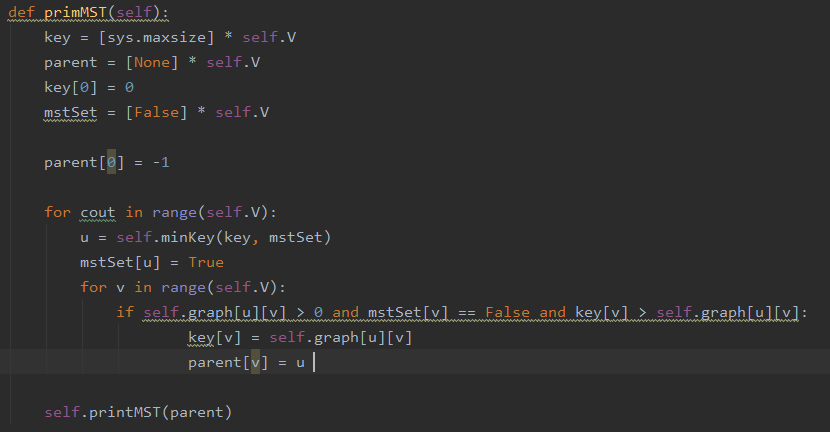 def primMST(self):
    key = [sys.maxsize] * self.V
    parent = [None] * self.V
    key[0] = 0
    mstSet = [False] * self.V

    parent[0] = -1

    for cout in range(self.V):
        u = self.minKey(key, mstSet)
        mstSet[u] = True
        for v in range(self.V):
            if self.graph[u][v] > 0 and mstSet[v] == False and key[v] > self.graph[u][v]:
                    key[v] = self.graph[u][v]
                    parent[v] = u

    self.printMST(parent)